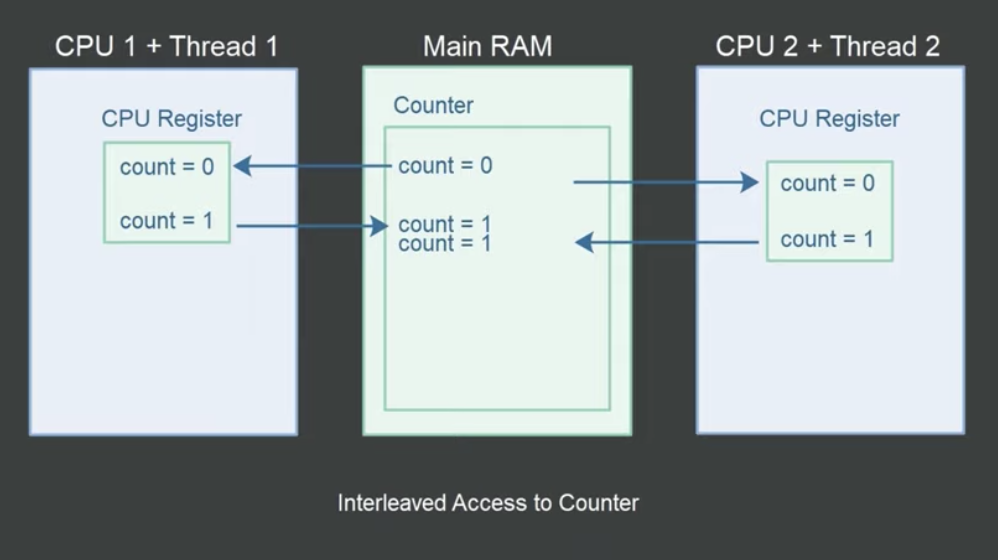 CPU 1 + Thread 1
CPU Register
count = 0
count = 1
Main RAM
Counter
count = 0
count = 1
count = 1
CPU 2 + Thread 2
CPU Register
count = 0
count = 1
Interleaved Access to Counter